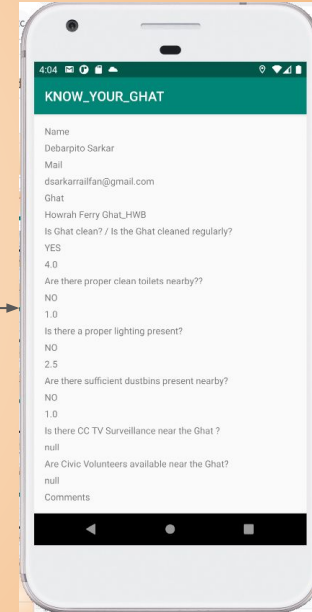 4:04
KNOW_YOUR_GHAT
Name
Debarpito Sarkar
Mail
dsarkarrailfan@gmail.com
Ghat
Howrah Ferry Ghat_HWB
Is Ghat clean? / Is the Ghat cleaned regularly?
YES
4.0
Are there proper clean toilets nearby??
NO
1.0
Is there a proper lighting present?
NO
2.5
Are there sufficient dustbins present nearby?
NO
1.0
Is there CC TV Surveillance near the Ghat ?
null
Are Civic Volunteers available near the Ghat?
null
Comments